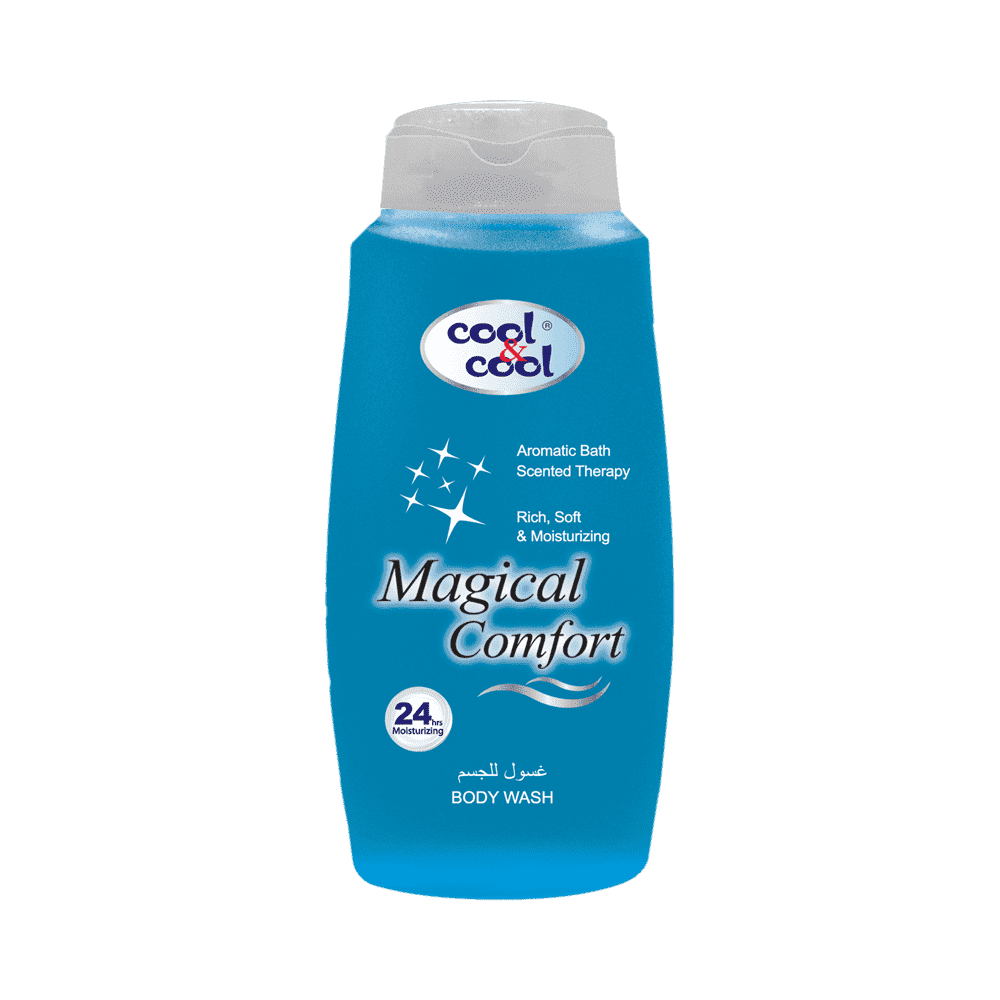 cool ®
&
cool
Aromatic Bath
Scented Therapy
Rich, Soft
& Moisturizing
Magical
Comfort
24 hrs
Moisturizing
غسول للجسم
BODY WASH